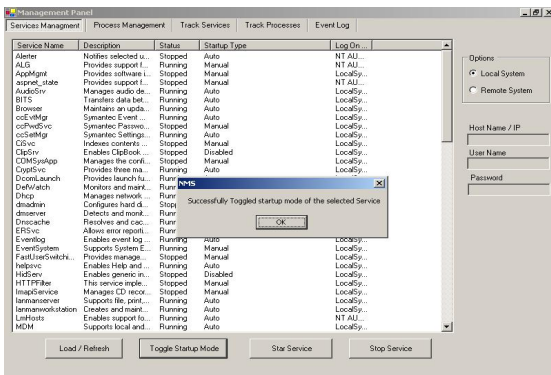 Management Panel
Services Managment Process Management Track Services Track Processes Event Log
Service Name Description Status Startup Type Log On ...
Alerter Notifies selected u... Stopped Auto NT AU...
ALG Provides support f... Running Manual NT AU...
AppMgmt Provides software i... Stopped Manual LocalSy...
aspnet_state Provides support f... Stopped Manual
AudioSrv Manages audio de... Running Auto LocalSy...
BITS Transfers data bet... Running Auto LocalSy...
Browser Maintains an upda... Running Auto LocalSy...
ccEvtMgr Symantec Event ... Running Auto LocalSy...
ccPwdSvc Symantec Passwo... Stopped Manual LocalSy...
ccSetMgr Symantec Settings... Running Auto LocalSy...
CiSvc Indexes contents ... Stopped Manual LocalSy...
ClipSrv Enables ClipBook ... Stopped Disabled LocalSy...
COMSysApp Manages the confi... Stopped Manual LocalSy...
CryptSvc Provides three ma... Running Auto LocalSy...
DcomLaunch Provides launch fu...
DefWatch Monitors and maint...
Dhcp Manages network ...
dmadmin Configures hard di...
dmserver Detects and monit...
Dnscache Resolves and cac...
ERSvc Allows error reporti...
Eventlog Enables event log ... Running Auto LocalSy...
EventSystem Supports System E... Running Manual LocalSy...
FastUserSwitchi... Provides manage... Stopped Manual LocalSy...
helpsvc Enables Help and ... Running Auto LocalSy...
HidServ Enables generic in... Stopped Disabled LocalSy...
HTTPFilter This service imple... Stopped Manual LocalSy...
ImapiService Manages CD recor... Stopped Manual LocalSy...
lanmanserver Supports file, print,... Running Auto LocalSy...
lanmanworkstation Creates and maint... Running Auto LocalSy...
LmHosts Enables support fo... Running Auto NT AU...
MDM Supports local and... Running Auto LocalSy...
NMS
Successfully Toggled startup mode of the selected Service
OK
Options
Local System
Remote System
Host Name / IP
User Name
Password
Load / Refresh Toggle Startup Mode Star Service Stop Service